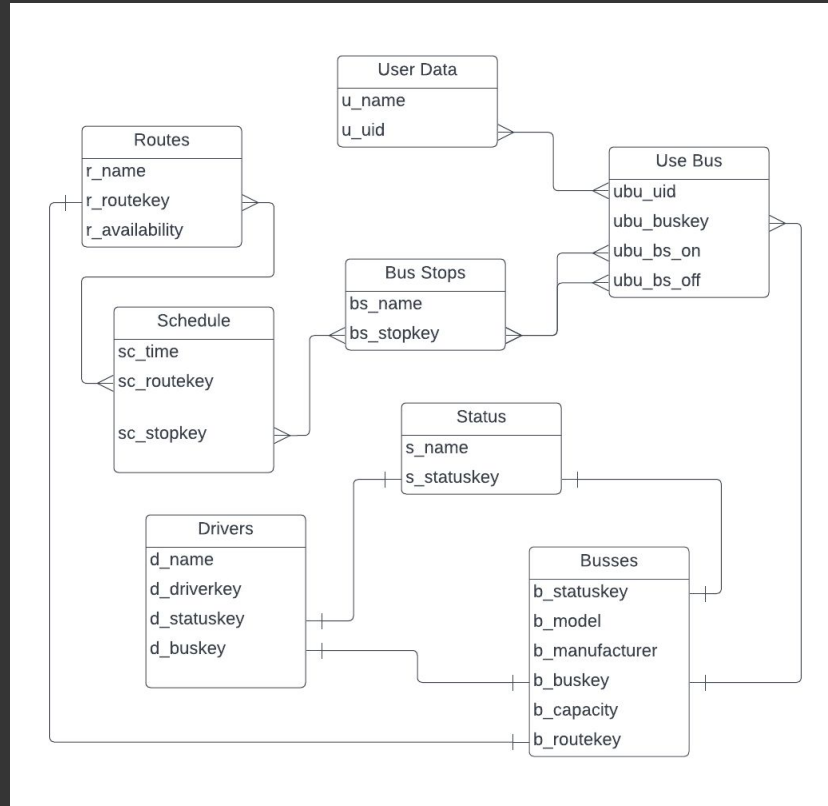 User Data
u_name
u_uid
Routes
r_name
r_routekey
r_availability
Use Bus
ubu_uid
ubu_buskey
ubu_bs_on
ubu_bs_off
Bus Stops
bs_name
bs_stopkey
Schedule
sc_time
sc_routekey
sc_stopkey
Status
s_name
s_statuskey
Drivers
d_name
d_driverkey
d_statuskey
d_buskey
Busses
b_statuskey
b_model
b_manufacturer
b_buskey
b_capacity
b_routekey